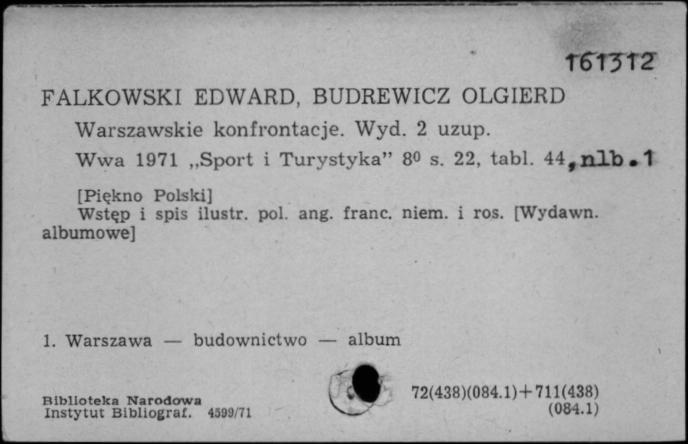 161312
FALKOWSKI EDWARD, BUDREWICZ OLGIERD
Warszawskie konfrontacje. Wyd. 2 uzup.
Wwa 1971 „Sport i Turystyka” 8⁰ s. 22, tabl. 44, nlb. 1
[Piękno Polski]
Wstęp i spis ilustr. pol. ang. franc. niem. i ros. [Wydawn.
albumowe]
1. Warszawa — budownictwo — album
72(438)(084.1)+711(438)
(084.1)
Biblioteka Narodowa
Instytut Bibliograf. 4599/71